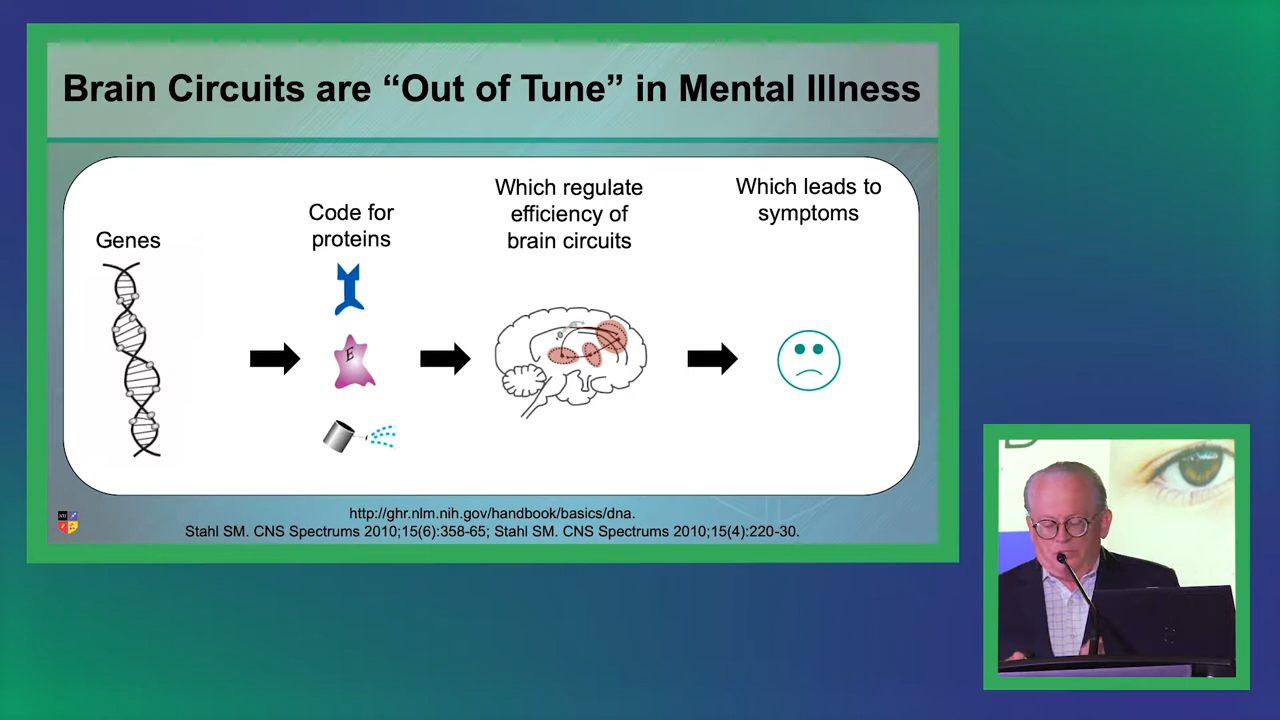 Brain Circuits are “Out of Tune” in Mental Illness
Genes
Code for
proteins
Which regulate
efficiency of
brain circuits
Which leads to
symptoms
E
http://ghr.nlm.nih.gov/handbook/basics/dna.
Stahl SM. CNS Spectrums 2010;15(6):358-65; Stahl SM. CNS Spectrums 2010;15(4):220-30.